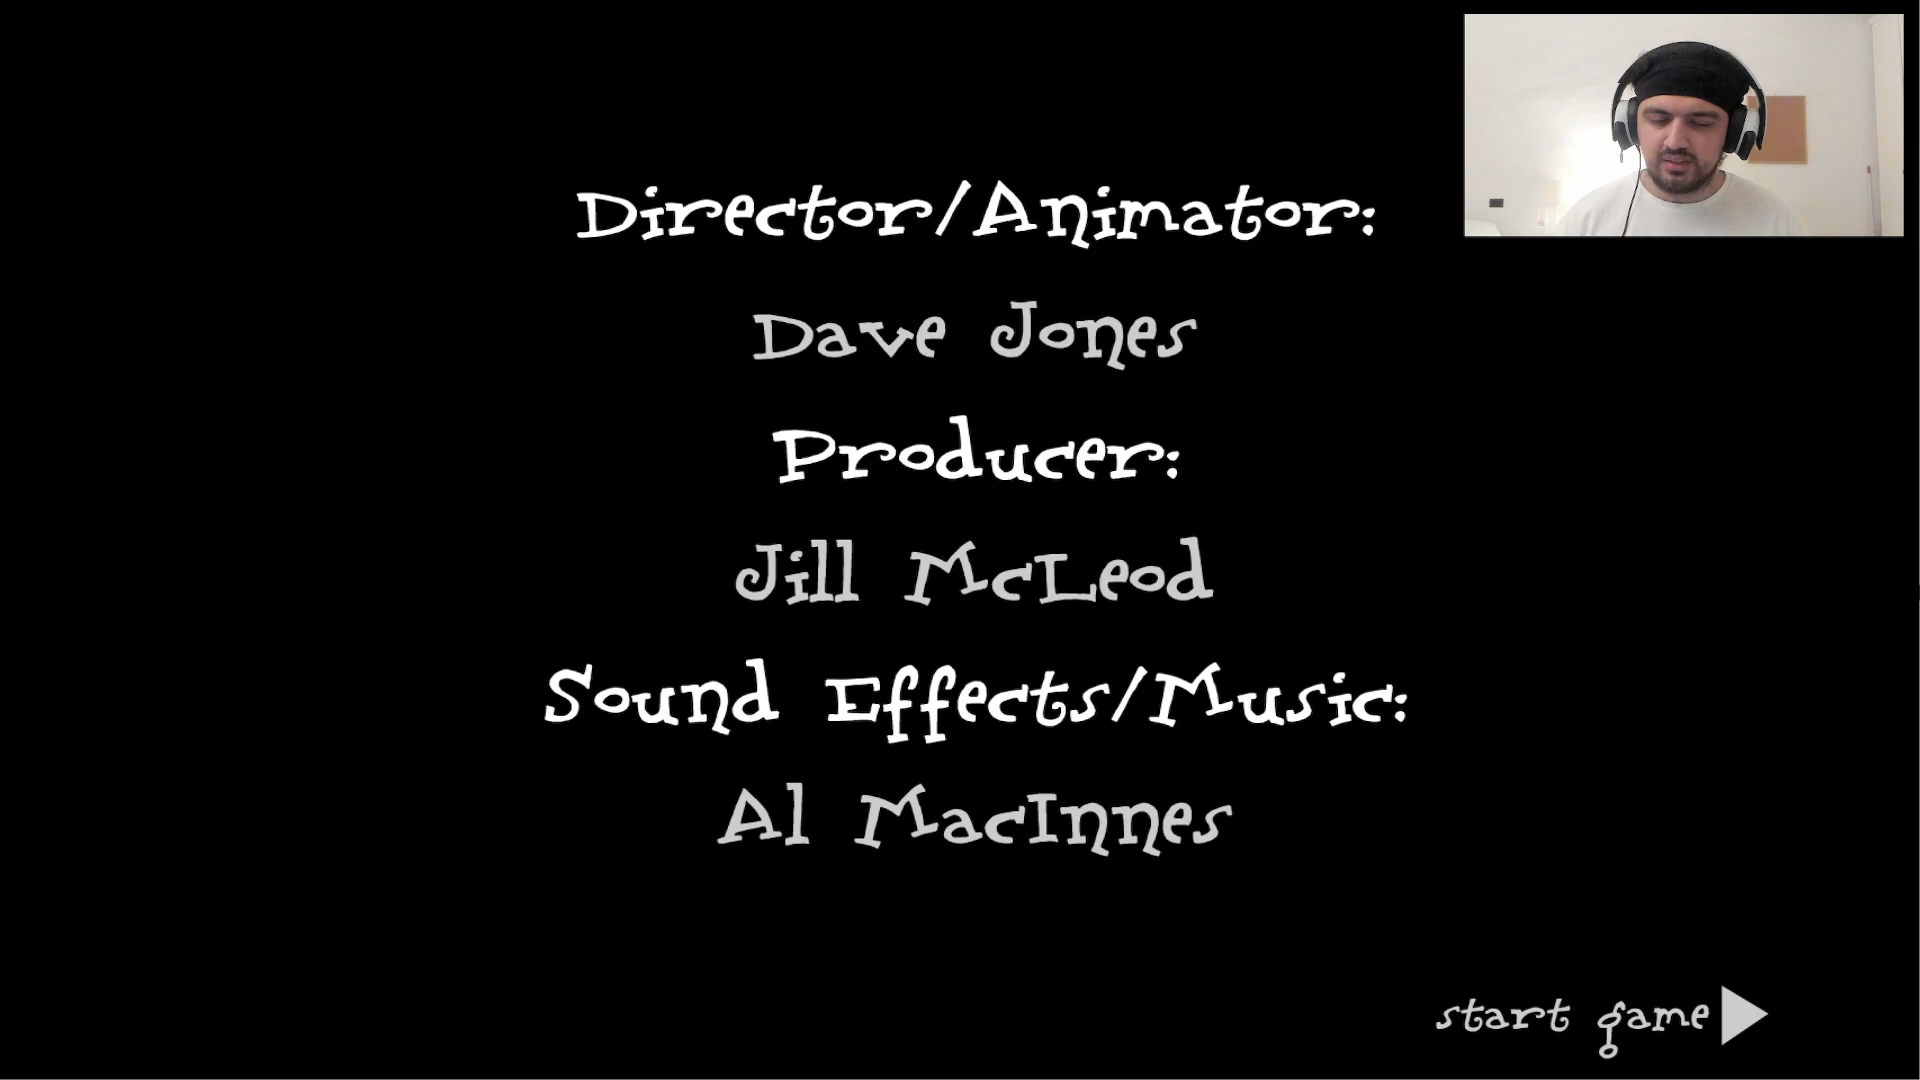 Director/Animator:
Dave Jones
Producer:
Jill McLeod
Sound Effects/Music:
Al MacInnes
start game